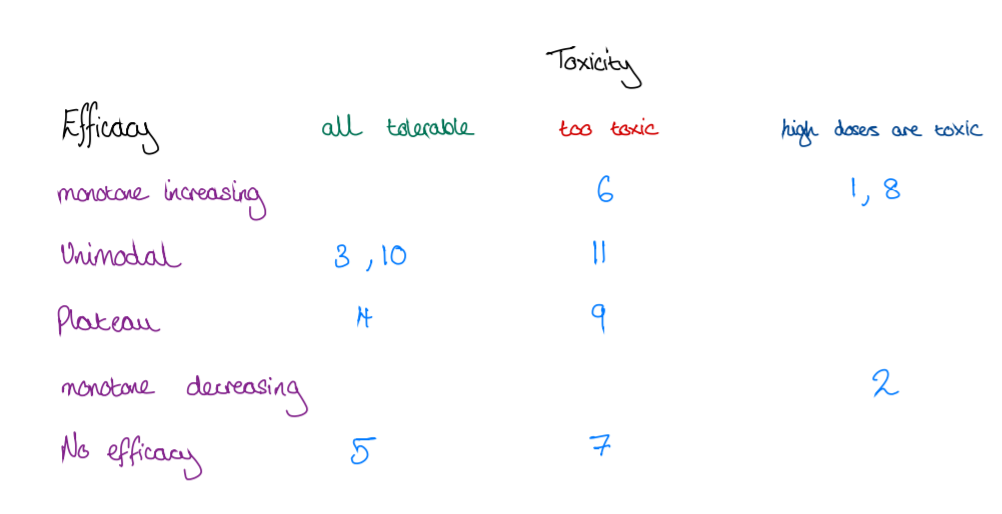 Toxicity
Efficacy all tolerable too toxic high doses are toxic
monotone increasing 6 1, 8
Unimodal 3, 10 11
Plateau 4 9
monotone decreasing 2
No efficacy 5 7